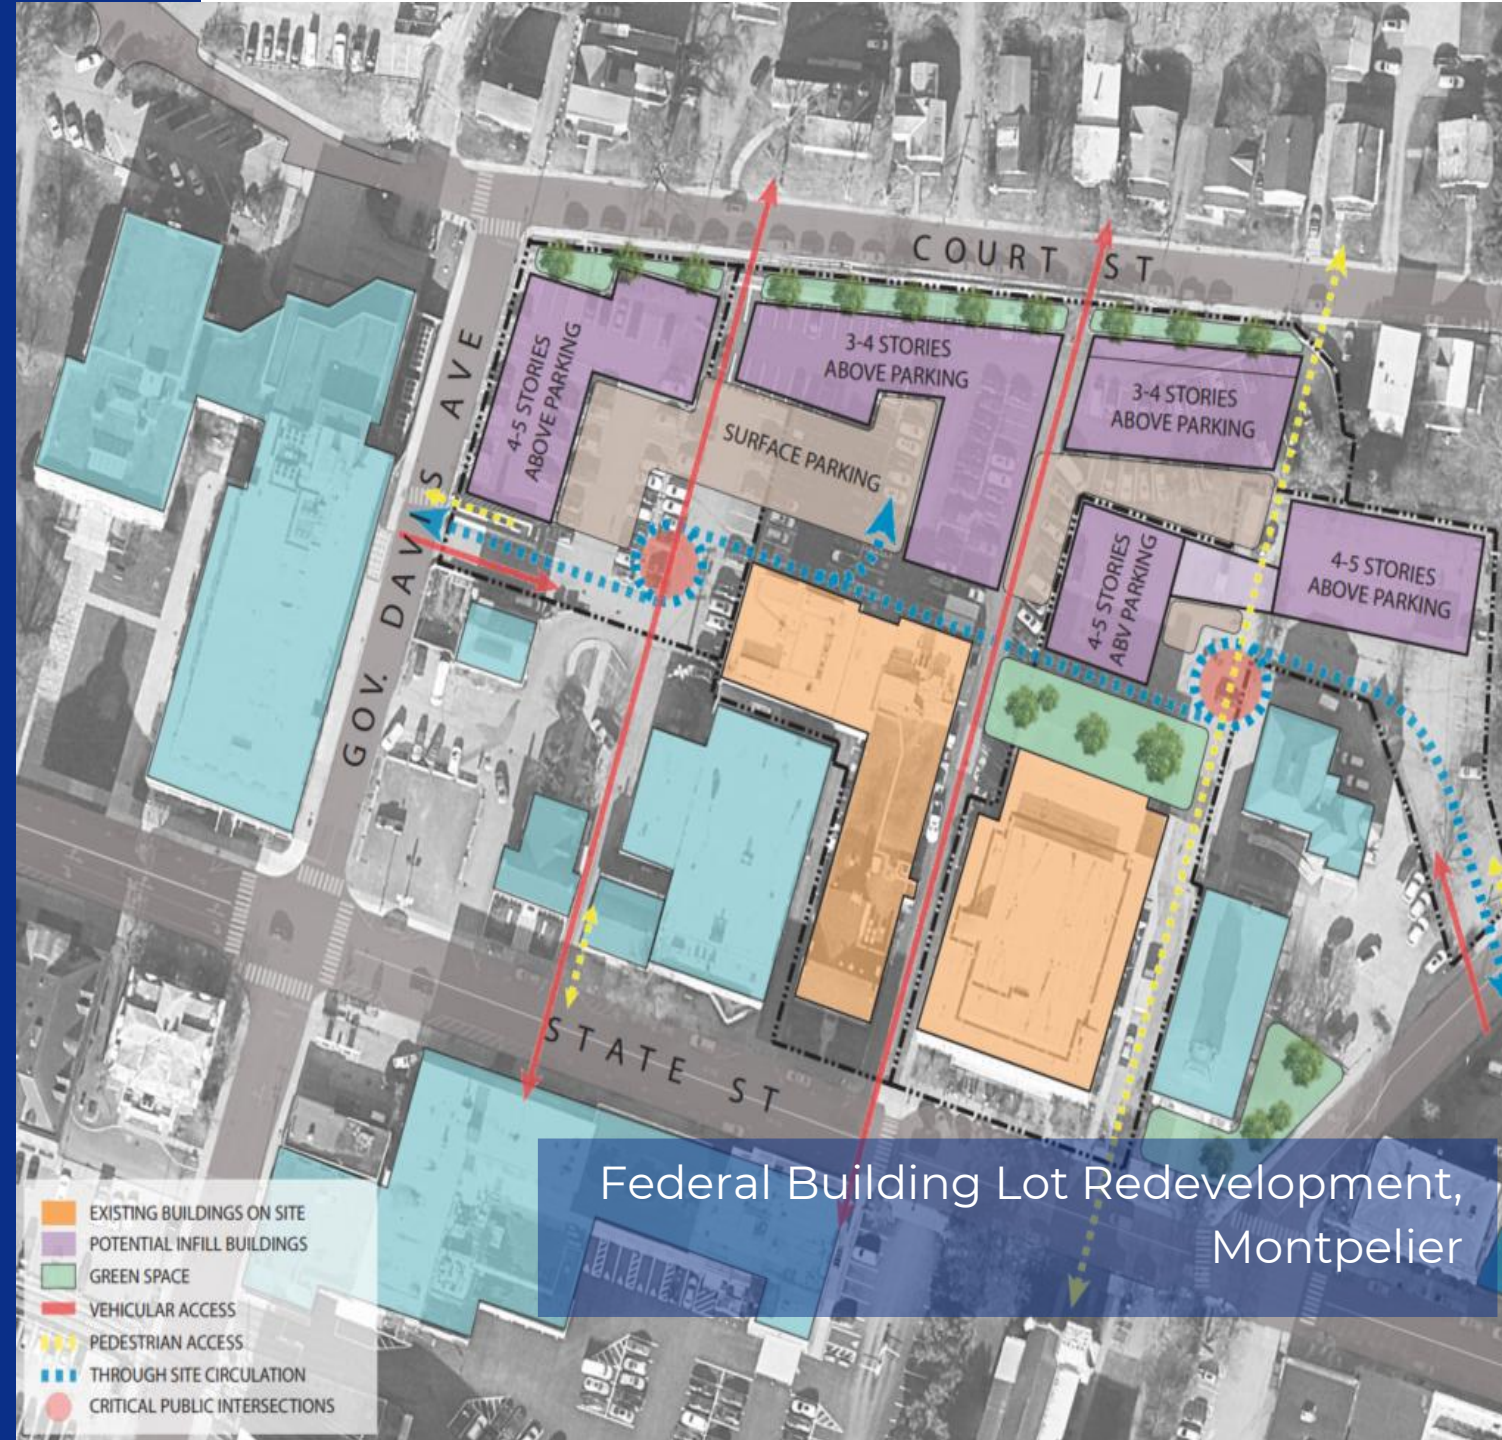 COURT ST
GOV. DAVIS AVE
4-5 STORIES
ABOVE PARKING
3-4 STORIES
ABOVE PARKING
3-4 STORIES
ABOVE PARKING
SURFACE PARKING
4-5 STORIES
ABV PARKING
4-5 STORIES
ABOVE PARKING
STATE ST
Federal Building Lot Redevelopment,
Montpelier
EXISTING BUILDINGS ON SITE
POTENTIAL INFILL BUILDINGS
GREEN SPACE
VEHICULAR ACCESS
PEDESTRIAN ACCESS
THROUGH SITE CIRCULATION
CRITICAL PUBLIC INTERSECTIONS